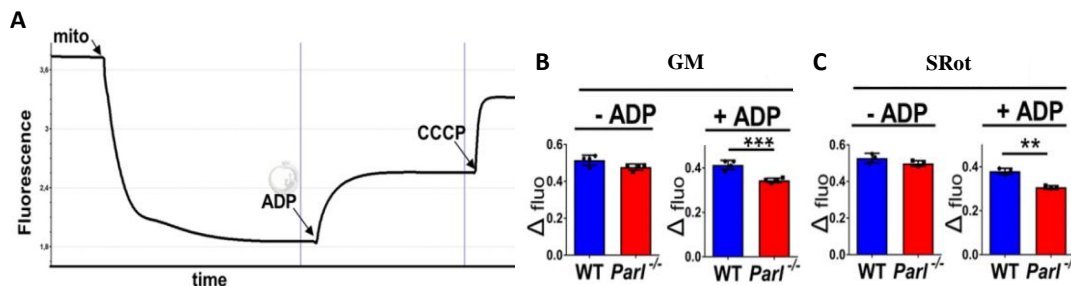 A
mito
3,6
3
2,4
1,8
Fluorescence
ADP
CCCP
time
B
GM
- ADP
+ ADP
0.6
0.4
0.2
0.0
Δ fluo
WT Parl -/-
***
0.4
0.2
0.0
Δ fluo
WT Parl -/-
C
SRot
- ADP
+ ADP
0.6
0.4
0.2
0.0
Δ fluo
WT Parl -/-
**
0.4
0.2
0.0
Δ fluo
WT Parl -/-